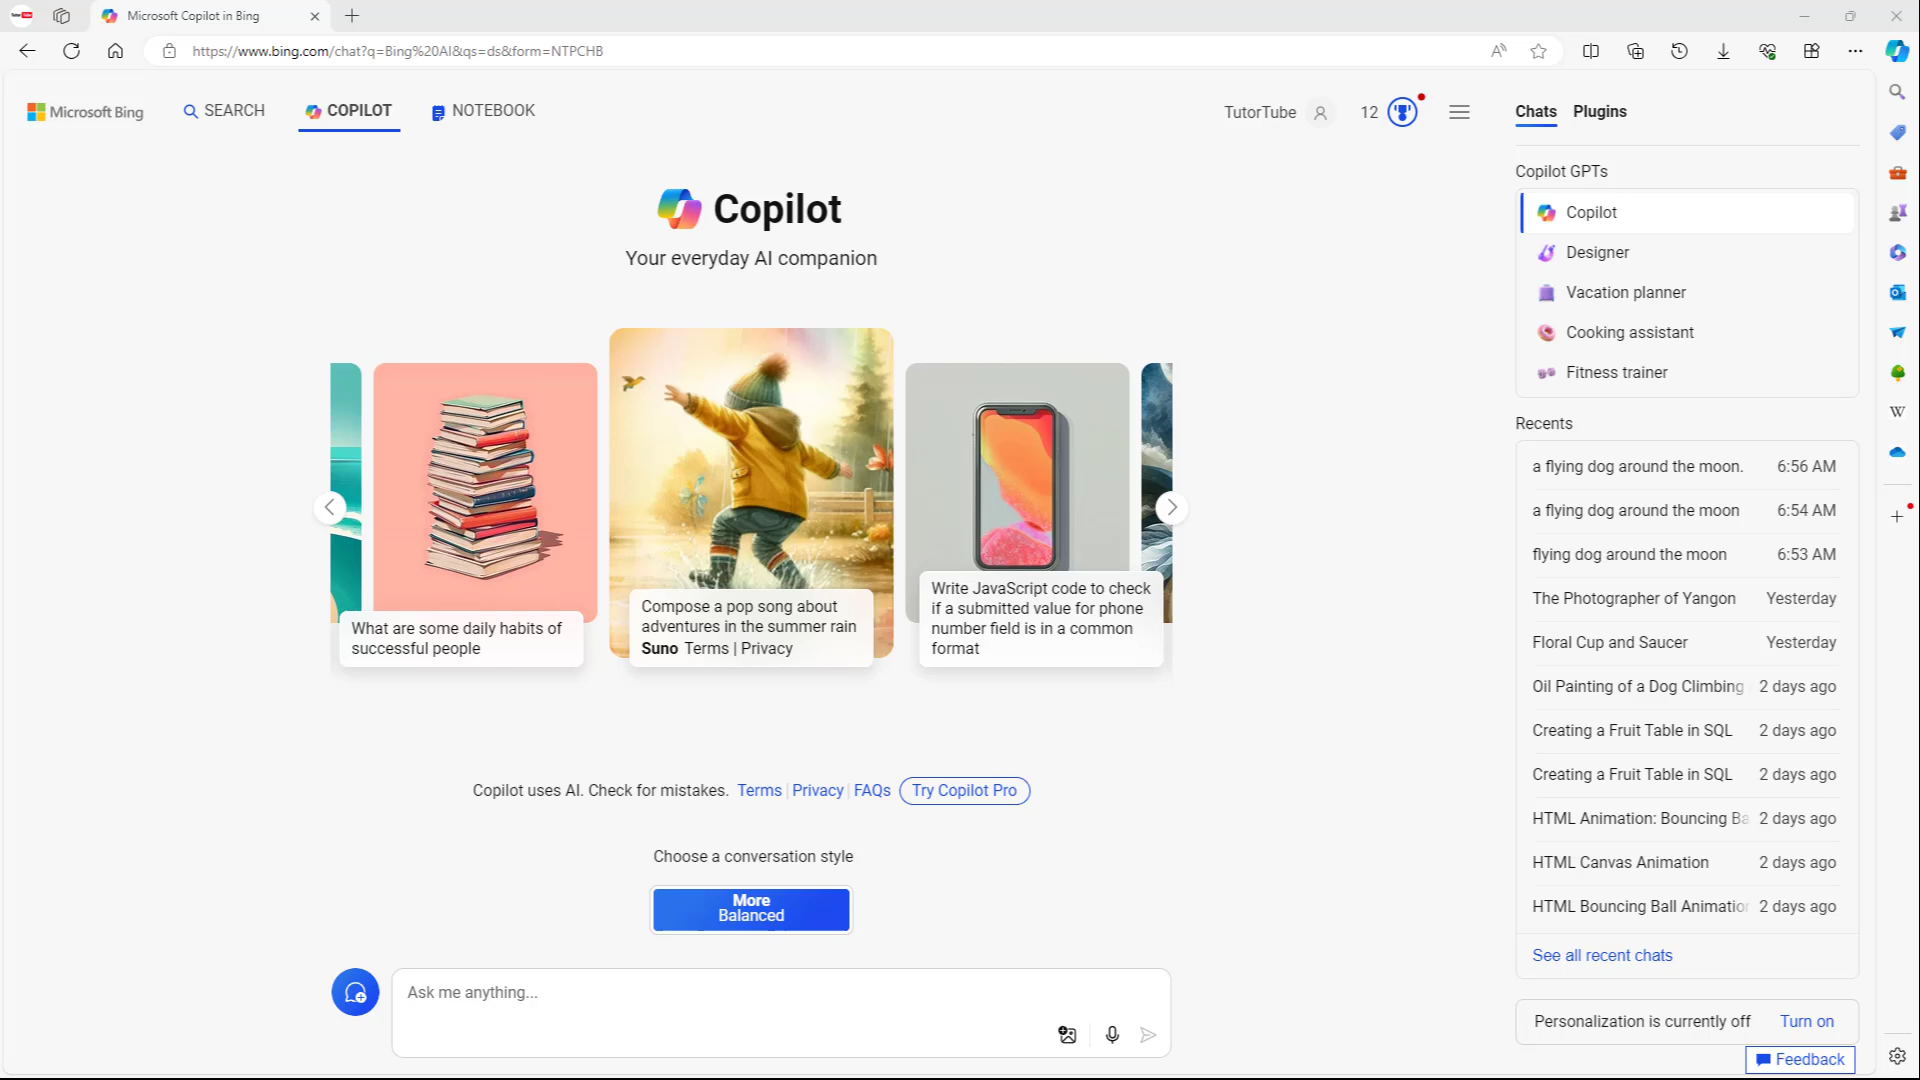 Microsoft Copilot in Bing
https://www.bing.com/chat?q=Bing%20AI&qs=ds&form=NTPCHB
Microsoft Bing
SEARCH
COPILOT
NOTEBOOK
TutorTube
12
Copilot
Your everyday AI companion
What are some daily habits of
successful people
Compose a pop song about
adventures in the summer rain
Suno Terms | Privacy
Write JavaScript code to check
if a submitted value for phone
number field is in a common
format
Copilot uses AI. Check for mistakes. Terms | Privacy | FAQs Try Copilot Pro
Choose a conversation style
More
Balanced
Ask me anything...
Chats Plugins
Copilot GPTs
Copilot
Designer
Vacation planner
Cooking assistant
Fitness trainer
Recents
a flying dog around the moon. 6:56 AM
a flying dog around the moon 6:54 AM
flying dog around the moon 6:53 AM
The Photographer of Yangon Yesterday
Floral Cup and Saucer Yesterday
Oil Painting of a Dog Climbing 2 days ago
Creating a Fruit Table in SQL 2 days ago
Creating a Fruit Table in SQL 2 days ago
HTML Animation: Bouncing Ba 2 days ago
HTML Canvas Animation 2 days ago
HTML Bouncing Ball Animation 2 days ago
See all recent chats
Personalization is currently off Turn on
Feedback